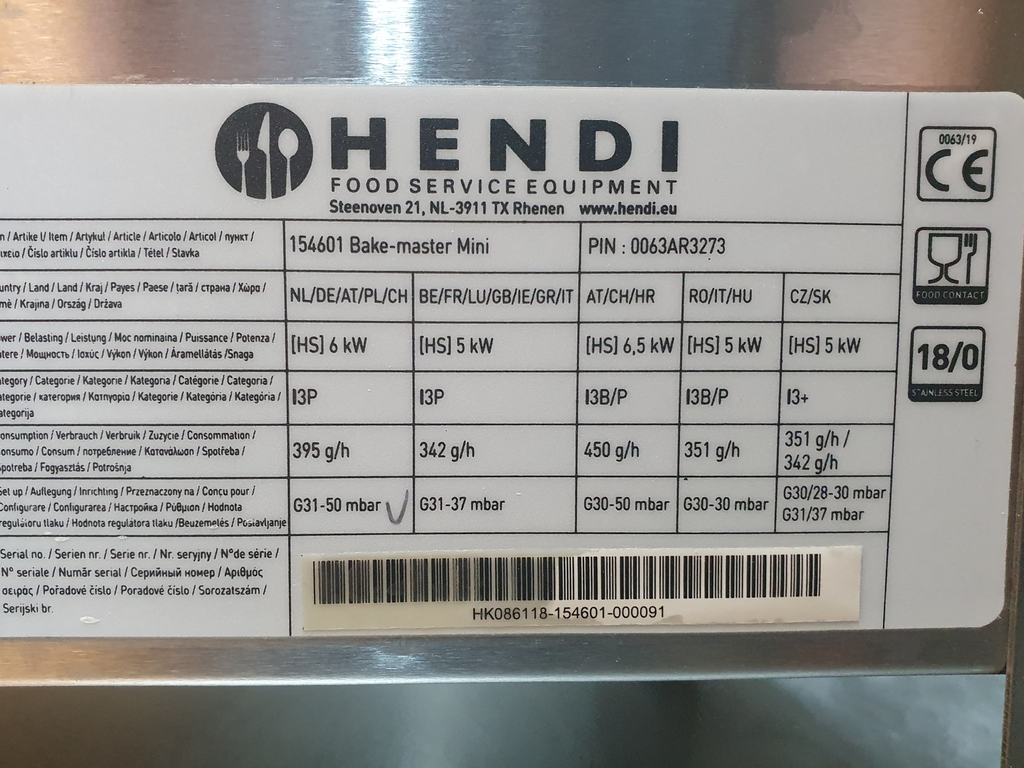 HENDI
FOOD SERVICE EQUIPMENT
Steenoven 21, NL-3911 TX Rhenen www.hendi.eu
0063/19
CE
FOOD CONTACT
18/0
STAINLESS STEEL
/ Artikel / Item / Artykuł / Article / Articolo / Articol / пункт /
/ Číslo artiklu / Číslo artikla / Tétel / Stavka
154601 Bake-master Mini
PIN : 0063AR3273
/ Land / Land / Kraj / Payes / Paese / țară / страна / Χώρα /
/ Krajina / Ország / Država
NL/DE/AT/PL/CH
BE/FR/LU/GB/IE/GR/IT
AT/CH/HR
RO/IT/HU
CZ/SK
/ Belasting / Leistung / Moc nominaina / Puissance / Potenza /
/ Мощность / Ισχύς / Výkon / Výkon / Áramellátás /Snaga
[HS] 6 kW
[HS] 5 kW
[HS] 6,5 kW
[HS] 5 kW
[HS] 5 kW
/ Categorie / Kategorie / Kategoria / Catégorie / Categoria /
/ категория / Κατηγορία / Kategorie / Kategória / Kategória /
I3P
I3P
I3B/P
I3B/P
I3+
/ Verbrauch / Verbruik / Zużycie / Consommation /
/ Consum / потребление / Κατανάλωση / Spotřeba /
/ Fogyasztás / Potrošnja
395 g/h
342 g/h
450 g/h
351 g/h
351 g/h /
342 g/h
Set up / Auflegung / Inrichting / Przeznaczony na / Conçu pour /
Configurare / Configurarea / Настройка / Ρύθμιση / Hodnota
regulátoru tlaku / Hodnota regulátora tlaku /Beüzemelés / Postavljanje
G31-50 mbar
G31-37 mbar
G30-50 mbar
G30-30 mbar
G30/28-30 mbar
G31/37 mbar
Serial no. / Serien nr. / Serie nr. / Nr. seryjny / N°de série /
N° seriale / Număr serial / Серийный номер / Αριθμός
σειράς / Pořadové číslo / Poradové číslo / Sorozatszám /
Serijski br.
HK086118-154601-000091